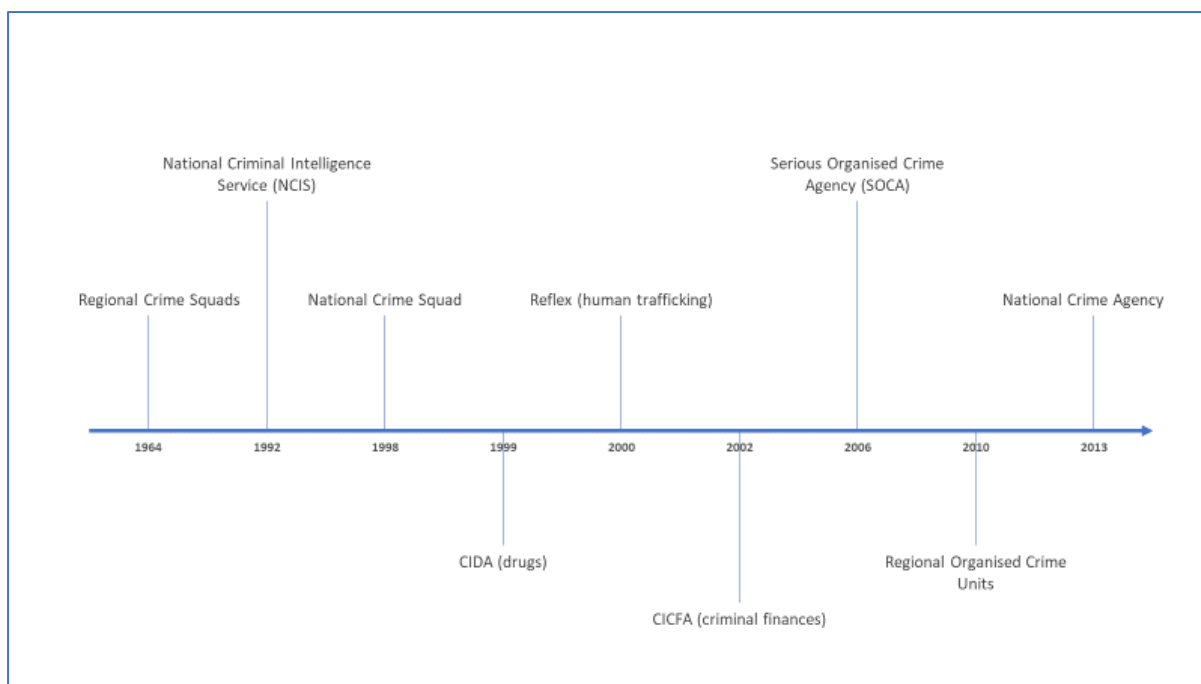 National Criminal Intelligence
Service (NCIS)
Serious Organised Crime
Agency (SOCA)
Regional Crime Squads
National Crime Squad
Reflex (human trafficking)
National Crime Agency
1964
1992
1998
1999
2000
2002
2006
2010
2013
CIDA (drugs)
Regional Organised Crime
Units
CICFA (criminal finances)